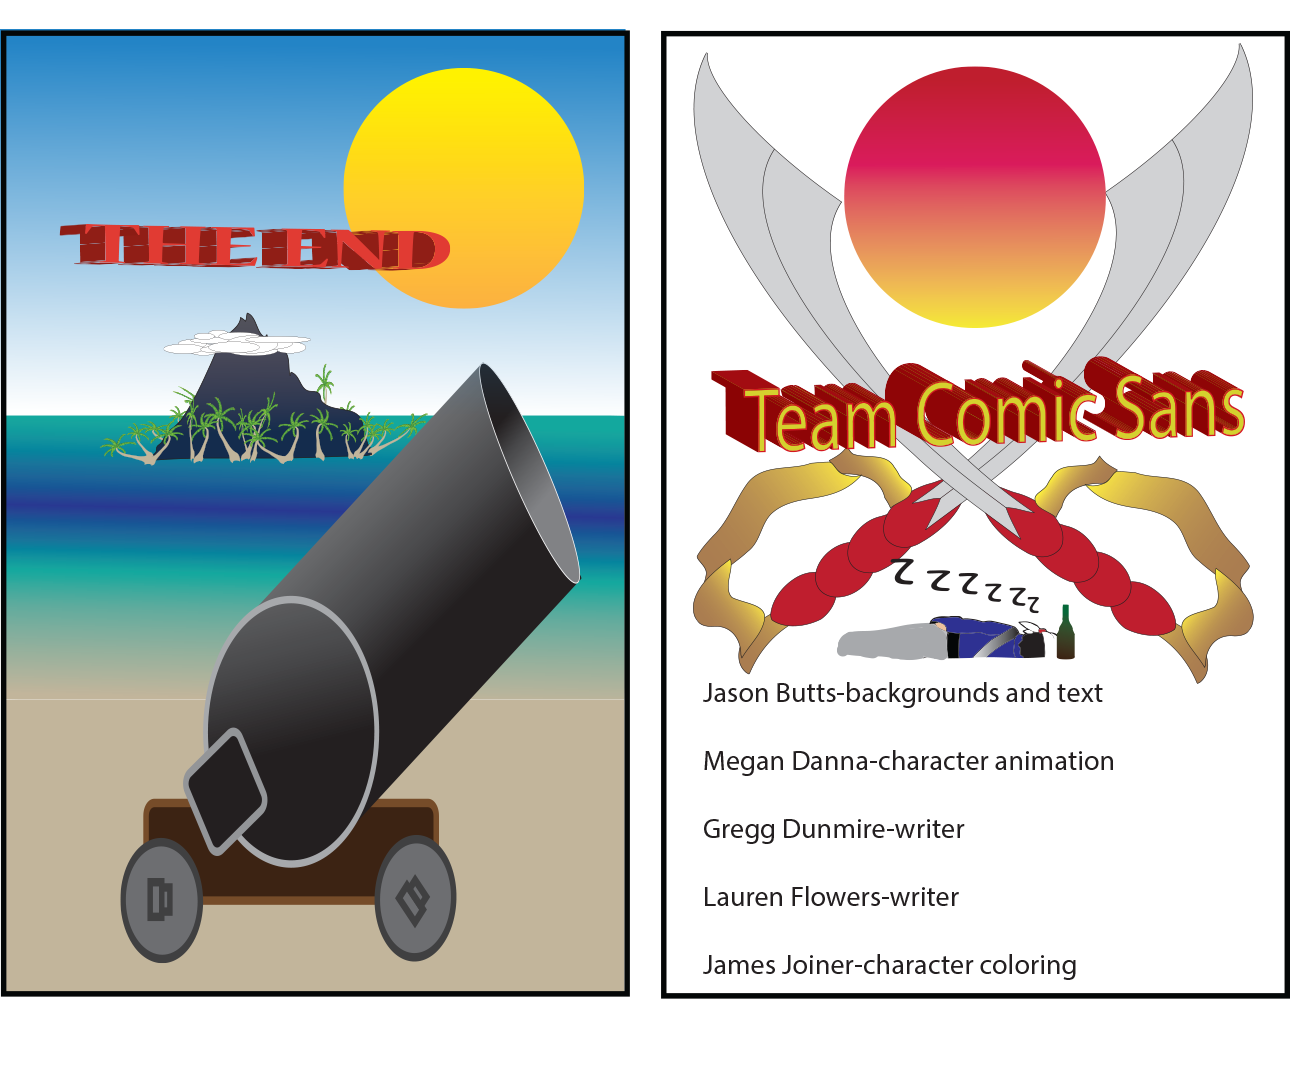 THE END
Team Comic Sans
z z z z z z z
Jason Butts-backgrounds and text
Megan Danna-character animation
Gregg Dunmire-writer
Lauren Flowers-writer
James Joiner-character coloring